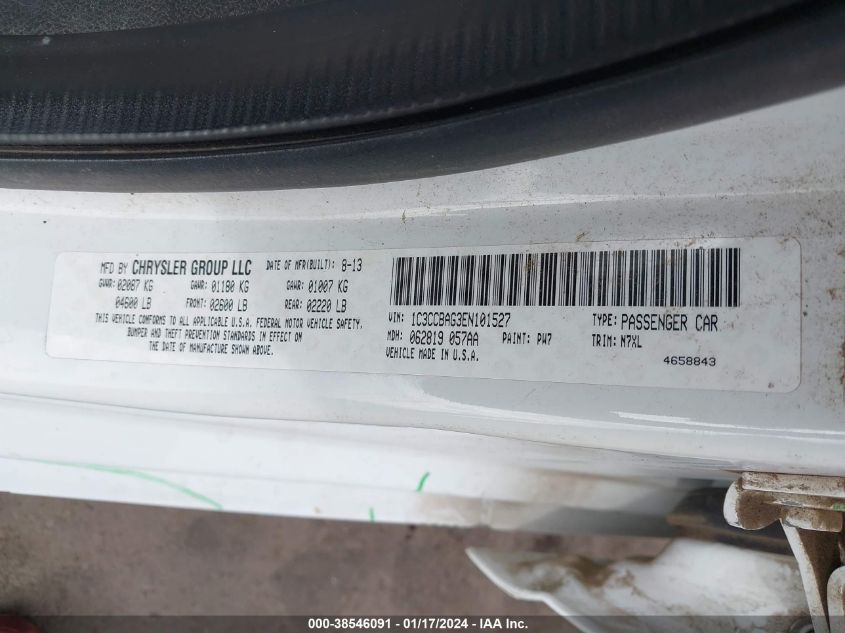 MFD BY CHRYSLER GROUP LLC DATE OF MFR(BUILT): 8-13
GVWR: 02087 KG GAWR: 01180 KG GAWR: 01007 KG
04600 LB FRONT: 02600 LB REAR: 02220 LB
THIS VEHICLE CONFORMS TO ALL APPLICABLE U.S.A. FEDERAL MOTOR VEHICLE SAFETY,
BUMPER AND THEFT PREVENTION STANDARDS IN EFFECT ON
THE DATE OF MANUFACTURE SHOWN ABOVE.
VIN: 1C3CCBAG3EN101527 TYPE: PASSENGER CAR
MDH: 062819 057AA PAINT: PW7 TRIM: N7XL
VEHICLE MADE IN U.S.A. 4658843
000-38546091 - 01/17/2024 - IAA Inc.